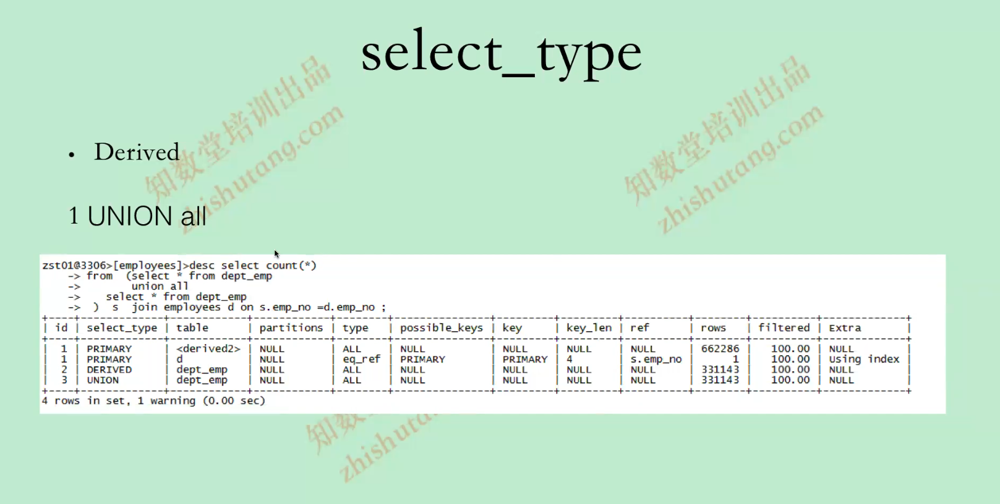 select_type
• Derived
1 UNION all
zst01@3306>[employees]>desc select count(*)
    -> from  (select * from dept_emp
    ->          union all
    ->     select * from dept_emp
    ->  )  s  join employees d on s.emp_no =d.emp_no ;
+----+-------------+------------+------------+--------+---------------+---------+---------+----------+--------+----------+-------------+
| id | select_type | table      | partitions | type   | possible_keys | key     | key_len | ref      | rows   | filtered | Extra       |
+----+-------------+------------+------------+--------+---------------+---------+---------+----------+--------+----------+-------------+
|  1 | PRIMARY     | <derived2> | NULL       | ALL    | NULL          | NULL    | NULL    | NULL     | 662286 |   100.00 | NULL        |
|  1 | PRIMARY     | d          | NULL       | eq_ref | PRIMARY       | PRIMARY | 4       | s.emp_no |      1 |   100.00 | Using index |
|  2 | DERIVED     | dept_emp   | NULL       | ALL    | NULL          | NULL    | NULL    | NULL     | 331143 |   100.00 | NULL        |
|  3 | UNION       | dept_emp   | NULL       | ALL    | NULL          | NULL    | NULL    | NULL     | 331143 |   100.00 | NULL        |
+----+-------------+------------+------------+--------+---------------+---------+---------+----------+--------+----------+-------------+
4 rows in set, 1 warning (0.00 sec)
知数堂培训出品
zhishutang.com
知数堂培训出品
zhishutang.com
知数
zhishuta